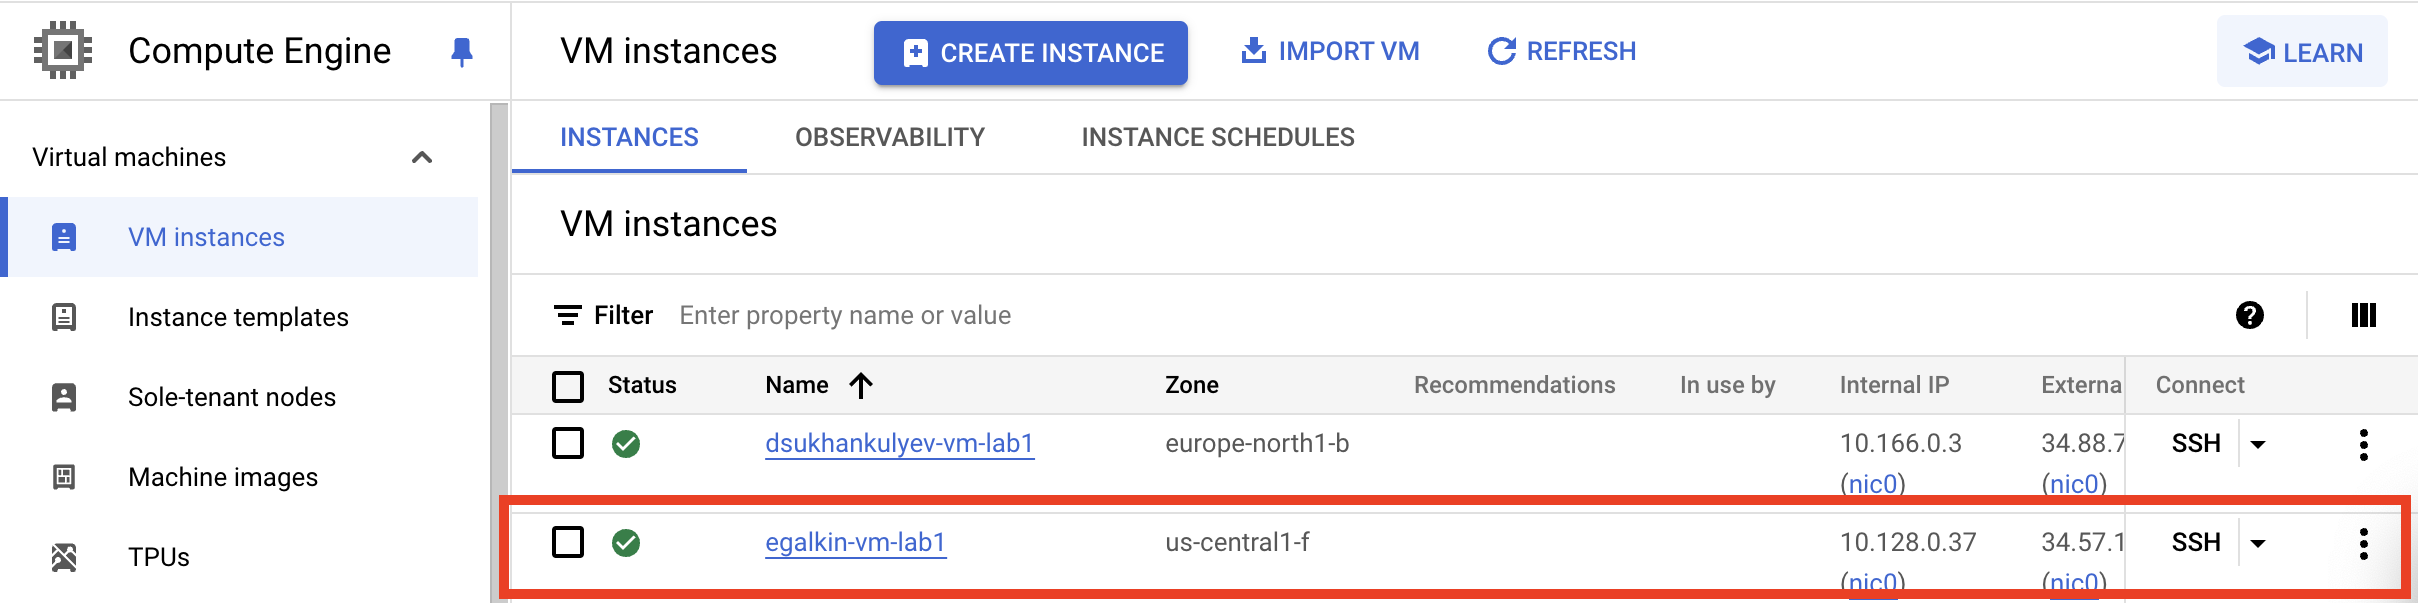 Compute Engine
VM instances
CREATE INSTANCE
IMPORT VM
REFRESH
LEARN
Virtual machines
VM instances
Instance templates
Sole-tenant nodes
Machine images
TPUs
INSTANCES OBSERVABILITY INSTANCE SCHEDULES
VM instances
Filter Enter property name or value
Status Name Zone Recommendations In use by Internal IP Externa Connect
dsukhankulyev-vm-lab1 europe-north1-b 10.166.0.3 34.88.7 SSH
(nic0) (nic0)
egalkin-vm-lab1 us-central1-f 10.128.0.37 34.57.1 SSH
(nic0) (nic0)